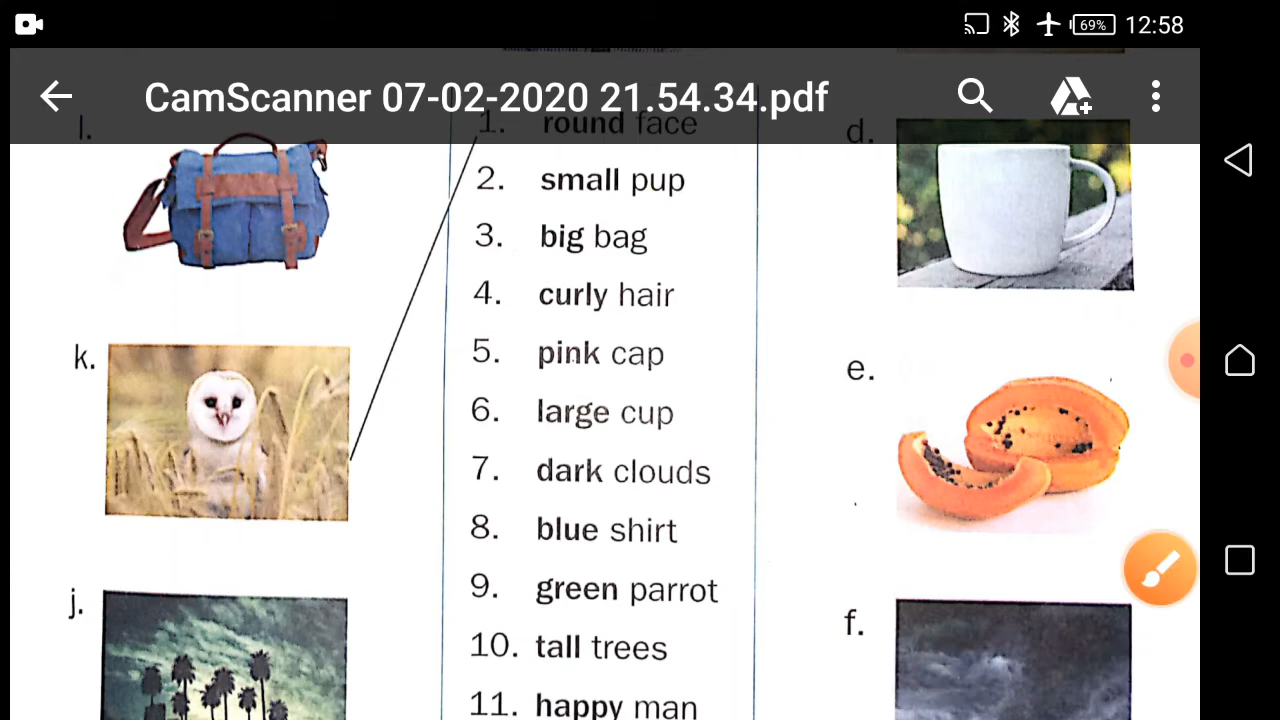 69% 12:58
CamScanner 07-02-2020 21.54.34.pdf
l.
1. round face
d.
2. small pup
3. big bag
4. curly hair
k.
5. pink cap
e.
6. large cup
7. dark clouds
8. blue shirt
j.
9. green parrot
f.
10. tall trees
11. happy man